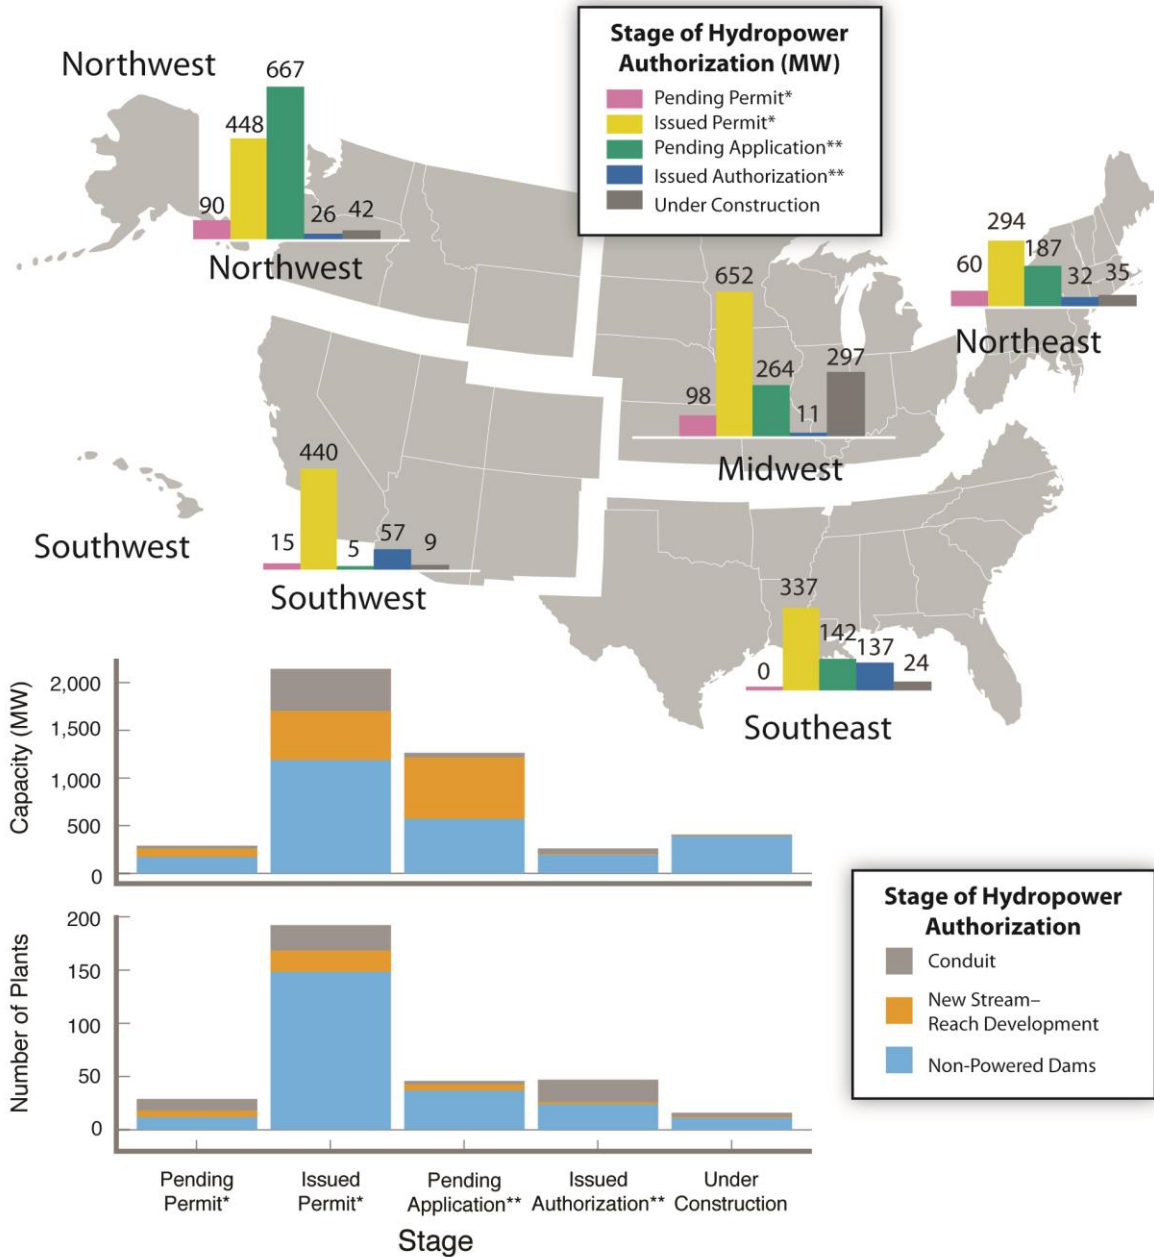 Stage of Hydropower
Authorization (MW)
Pending Permit*
Issued Permit*
Pending Application**
Issued Authorization**
Under Construction
Northwest
667
448
90
26
42
Northwest
294
187
60
32
35
Northeast
652
297
264
98
11
Midwest
440
57
15
5
9
Southwest
Southwest
337
142
137
0
24
Southeast
Capacity (MW)
2,000
1,500
1,000
500
0
Number of Plants
200
150
100
50
0
Pending
Permit*
Issued
Permit*
Pending
Application**
Issued
Authorization**
Under
Construction
Stage
Stage of Hydropower
Authorization
Conduit
New Stream–
Reach Development
Non-Powered Dams